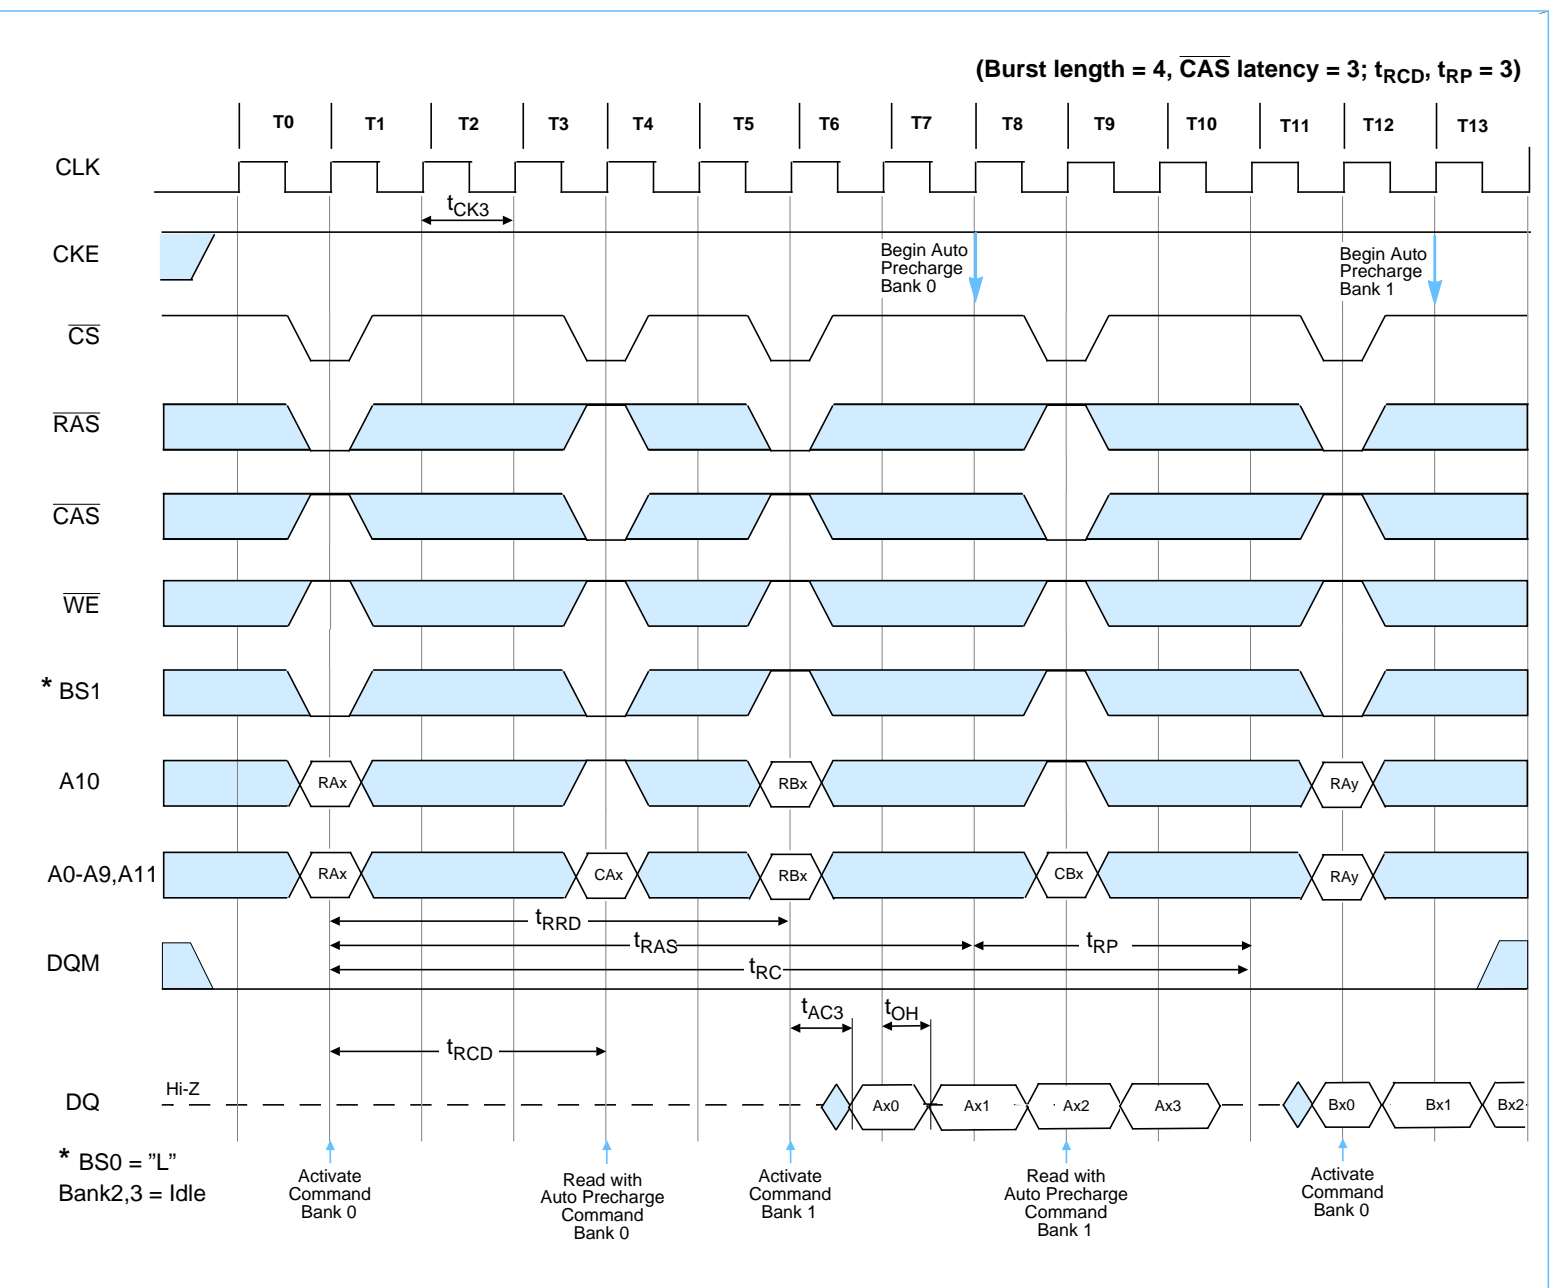 (Burst length = 4, CAS latency = 3; tRCD, tRP = 3)
T0 T1 T2 T3 T4 T5 T6 T7 T8 T9 T10 T11 T12 T13
CLK
tCK3
CKE
Begin Auto
Precharge
Bank 0
Begin Auto
Precharge
Bank 1
CS
RAS
CAS
WE
* BS1
A10
RAx
RBx
RAy
A0-A9,A11
RAx
CAx
RBx
CBx
RAy
tRRD
tRAS
tRP
tRC
DQM
tAC3
tOH
tRCD
DQ
Hi-Z
Ax0
Ax1
Ax2
Ax3
Bx0
Bx1
Bx2
* BS0 = ”L”
Bank2,3 = Idle
Activate
Command
Bank 0
Read with
Auto Precharge
Command
Bank 0
Activate
Command
Bank 1
Read with
Auto Precharge
Command
Bank 1
Activate
Command
Bank 0